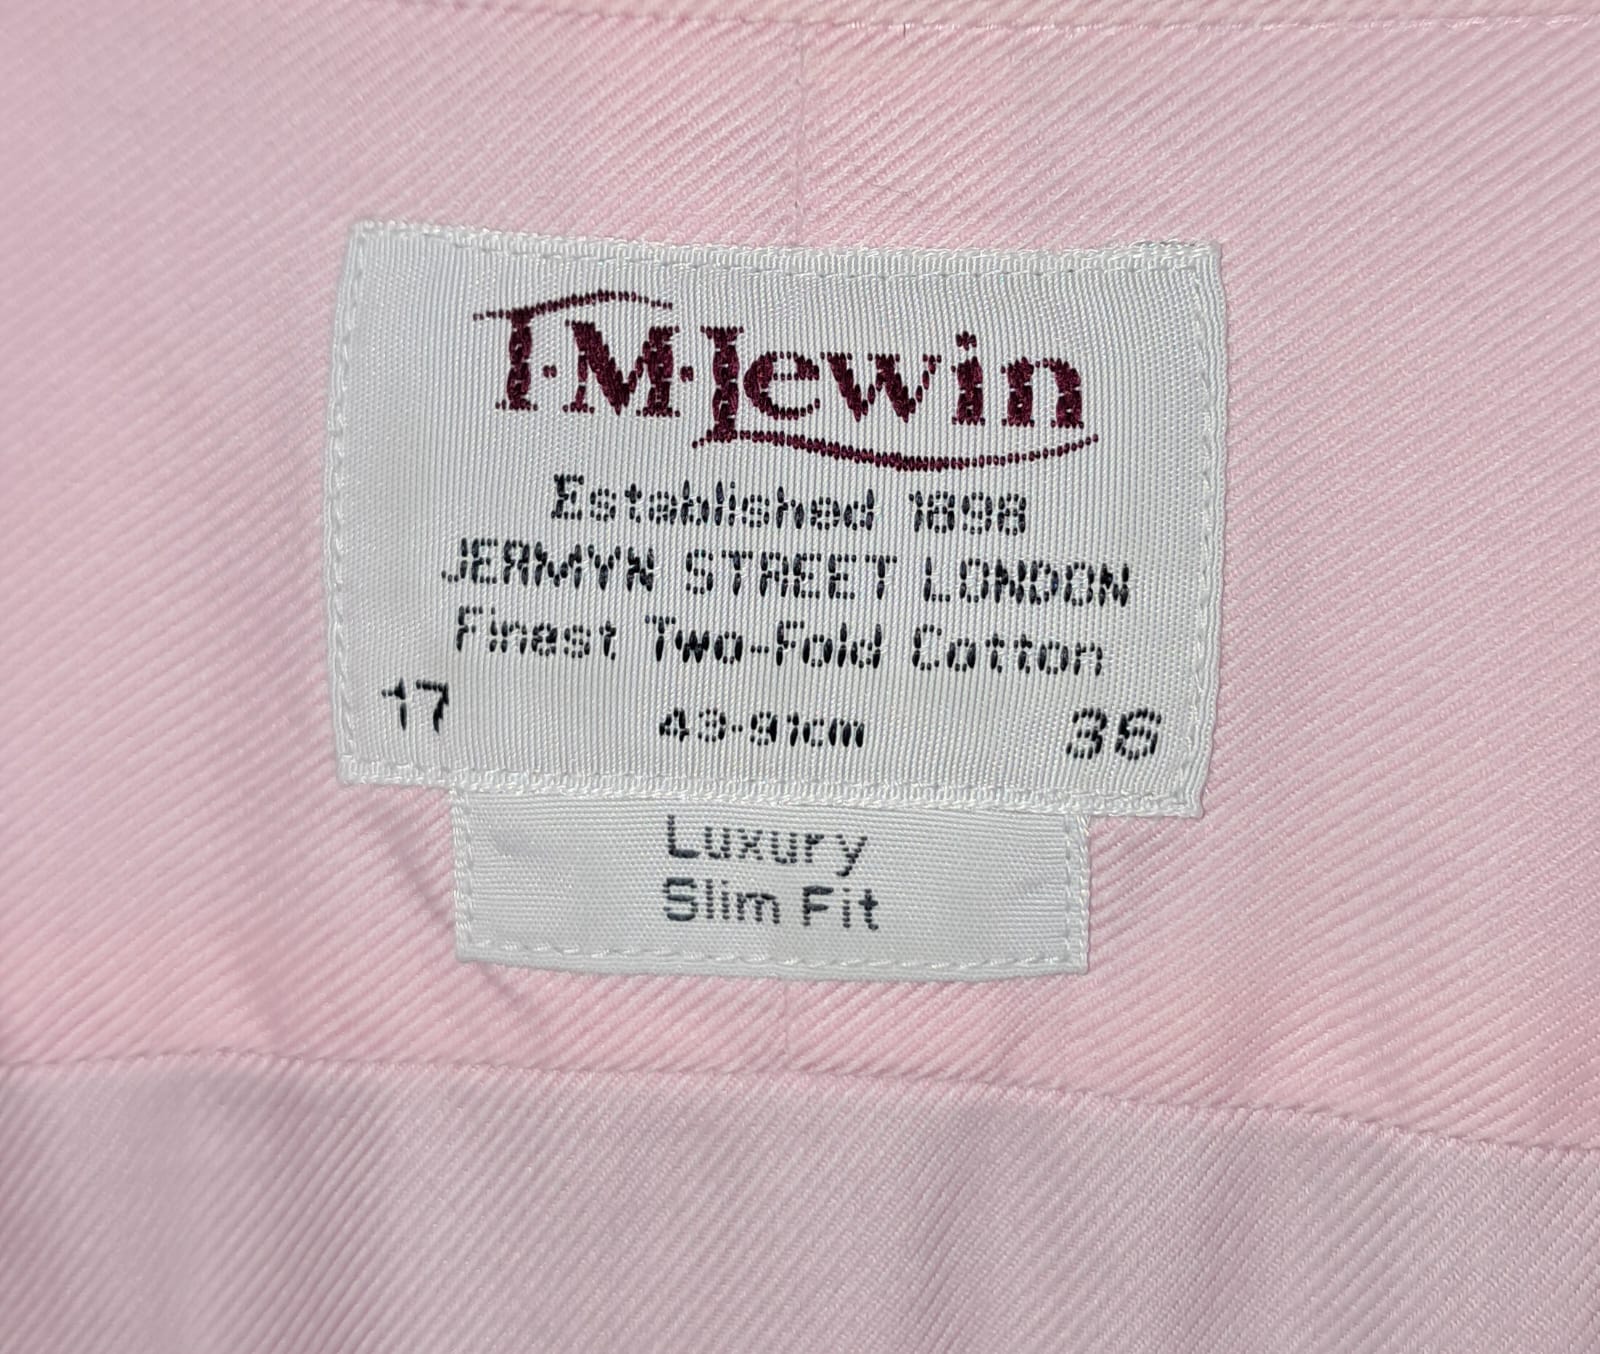 T·M·Lewin
Established 1898
JERMYN STREET LONDON
Finest Two-Fold Cotton
17 43-91cm 36
Luxury
Slim Fit